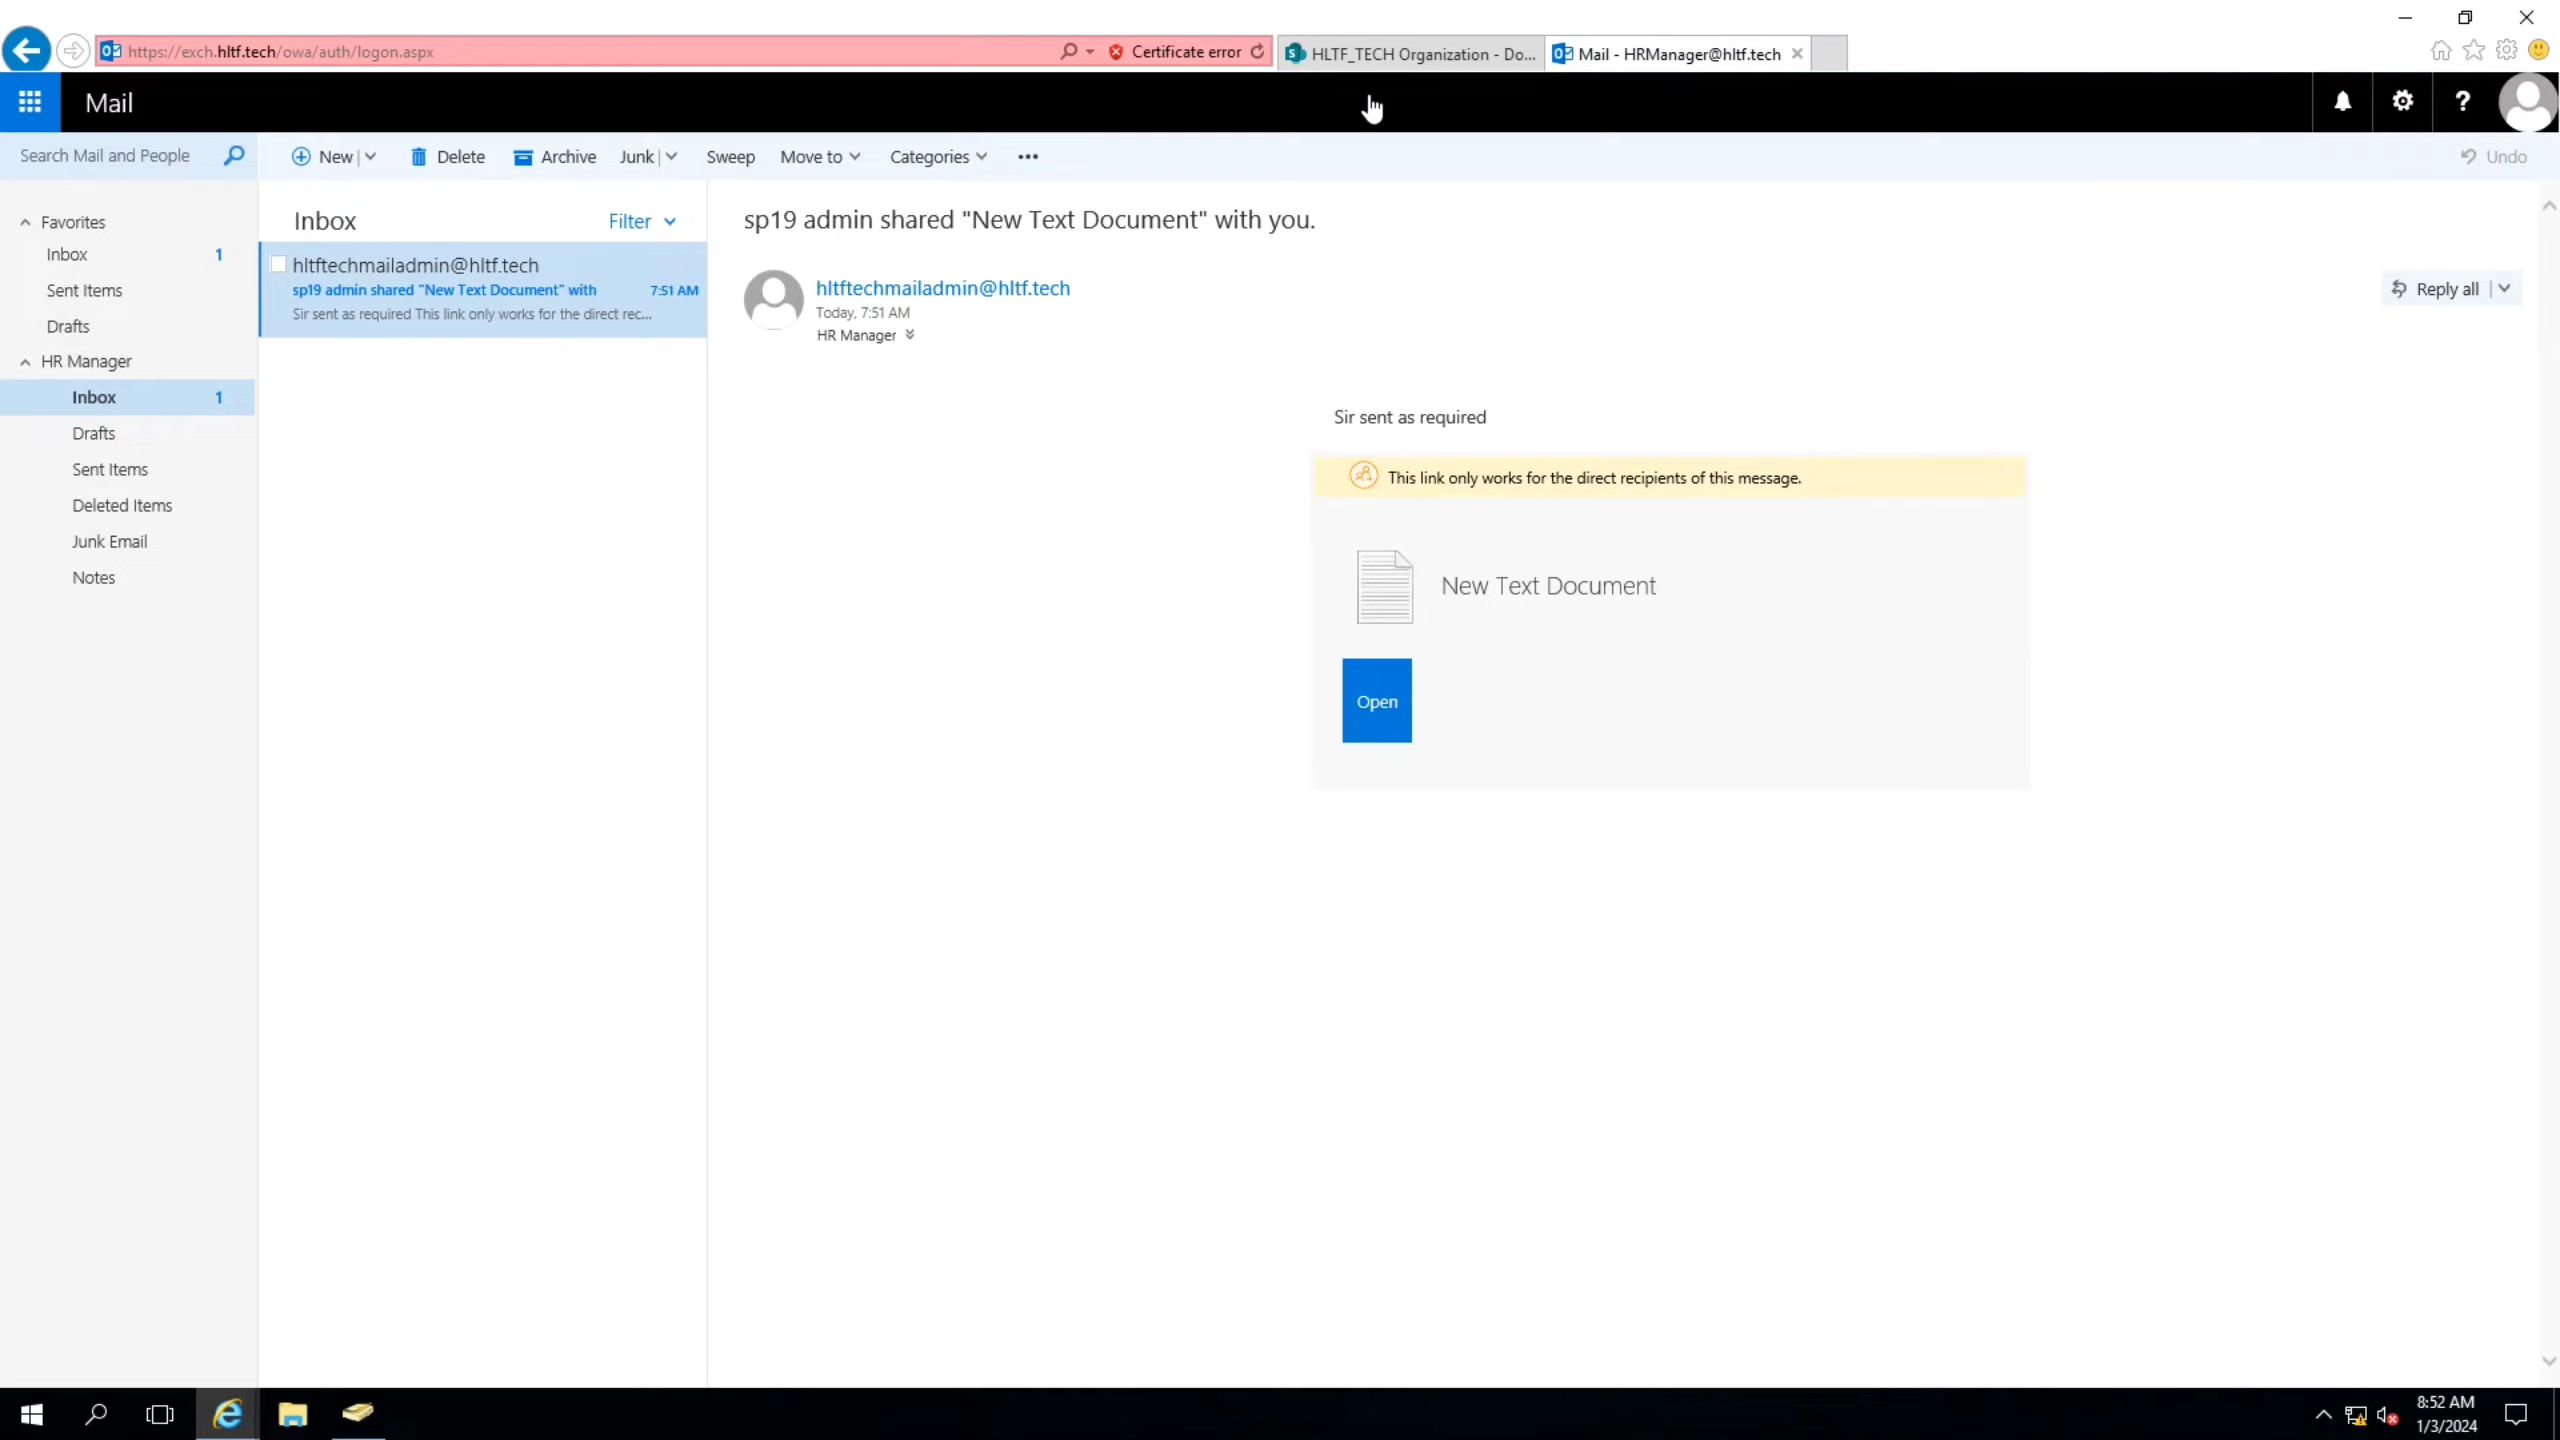 https://exch.hltf.tech/owa/auth/logon.aspx
Certificate error
HLTF_TECH Organization - Do...
Mail - HRManager@hltf.tech
Mail
Search Mail and People
New
Delete
Archive
Junk
Sweep
Move to
Categories
Undo
Favorites
Inbox 1
Sent Items
Drafts
HR Manager
Inbox 1
Drafts
Sent Items
Deleted Items
Junk Email
Notes
Inbox
Filter
hltftechmailadmin@hltf.tech
sp19 admin shared "New Text Document" with 7:51 AM
Sir sent as required This link only works for the direct rec...
sp19 admin shared "New Text Document" with you.
hltftechmailadmin@hltf.tech
Today, 7:51 AM
HR Manager
Reply all
Sir sent as required
This link only works for the direct recipients of this message.
New Text Document
Open
8:52 AM
1/3/2024